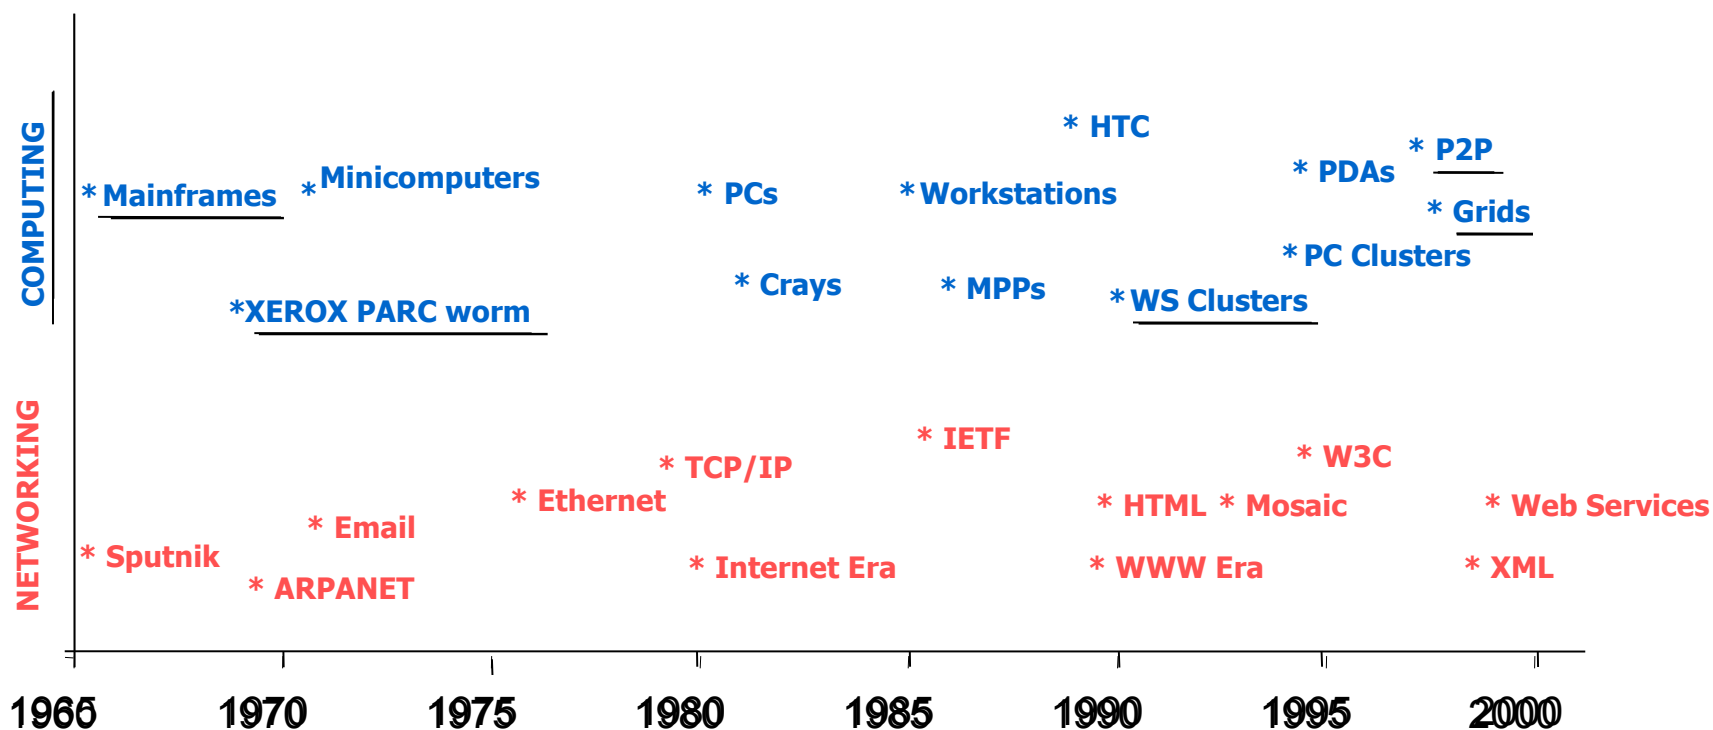 COMPUTING
* HTC
* P2P
* PDAs
* Mainframes
* Minicomputers
* PCs
* Workstations
* Grids
* PC Clusters
* Crays
* MPPs
* WS Clusters
*XEROX PARC worm
NETWORKING
* IETF
* W3C
* TCP/IP
* Ethernet
* HTML * Mosaic
* Web Services
* Email
* Sputnik
* Internet Era
* WWW Era
* XML
* ARPANET
1965 1970 1975 1980 1985 1990 1995 2000